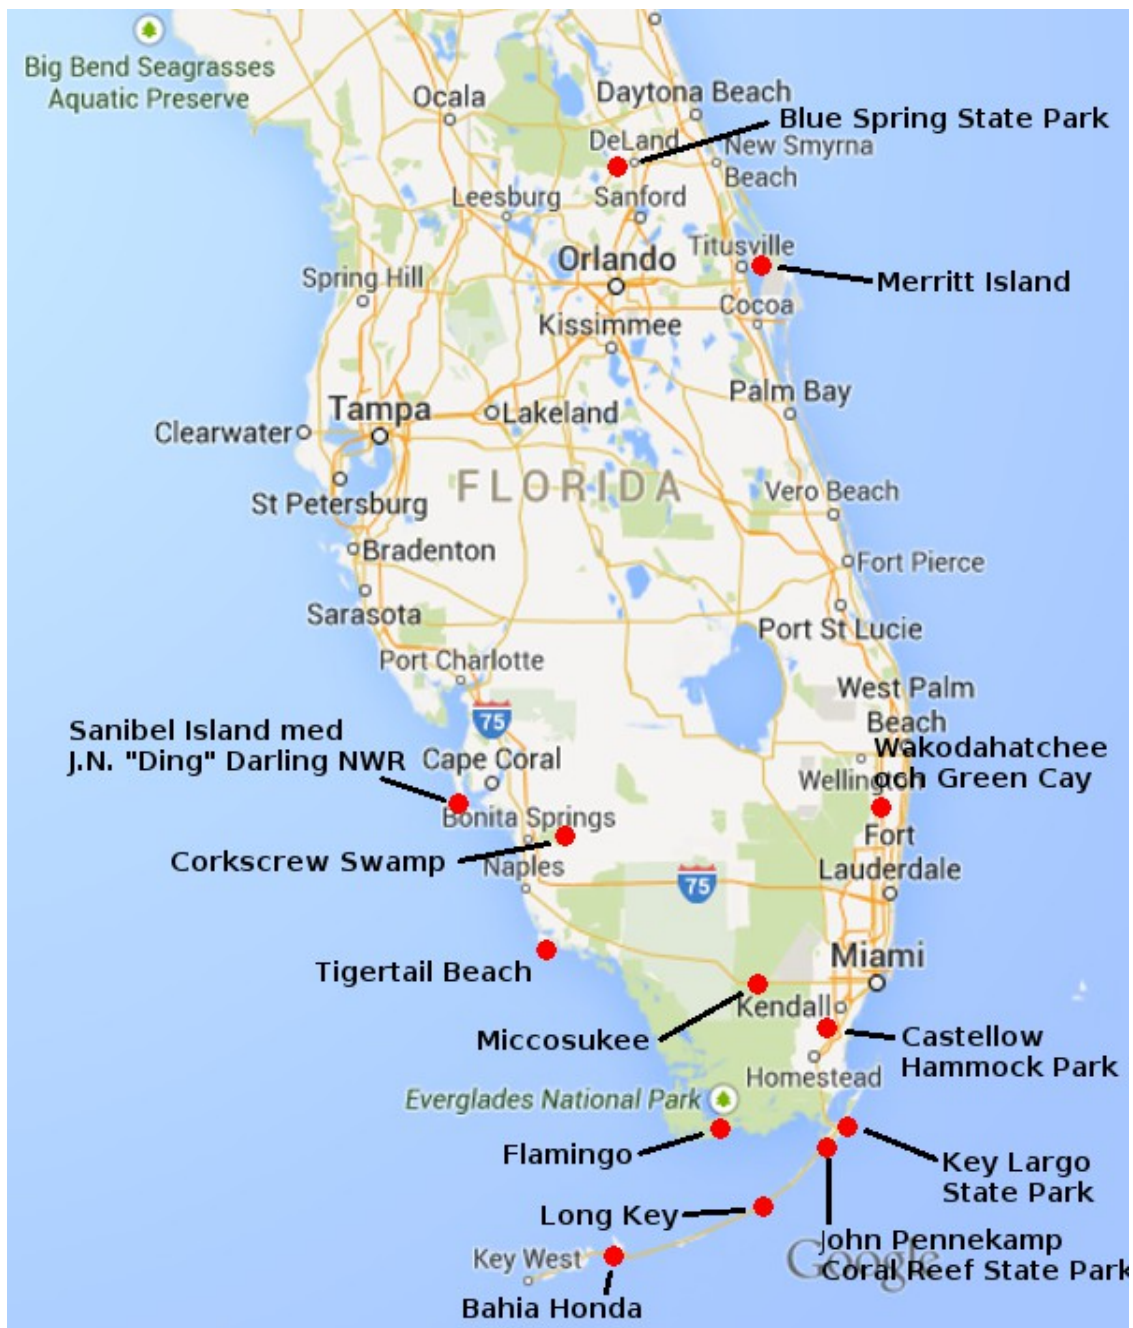 Big Bend Seagrasses
Aquatic Preserve
Ocala
Daytona Beach
Blue Spring State Park
DeLand
New Smyrna
Beach
Leesburg
Sanford
Titusville
Orlando
Spring Hill
Merritt Island
Cocoa
Kissimmee
Palm Bay
Tampa
Lakeland
Clearwater
FLORIDA
Vero Beach
St Petersburg
Bradenton
Fort Pierce
Sarasota
Port St Lucie
Port Charlotte
West Palm
Beach
75
Sanibel Island med
J.N. "Ding" Darling NWR
Cape Coral
Wakodahatchee
och Green Cay
Wellington
Bonita Springs
Fort
Lauderdale
Corkscrew Swamp
Naples
75
Miami
Tigertail Beach
Kendall
Miccosukee
Castellow
Hammock Park
Homestead
Everglades National Park
Flamingo
Key Largo
State Park
Long Key
John Pennekamp
Coral Reef State Park
Google
Key West
Bahia Honda